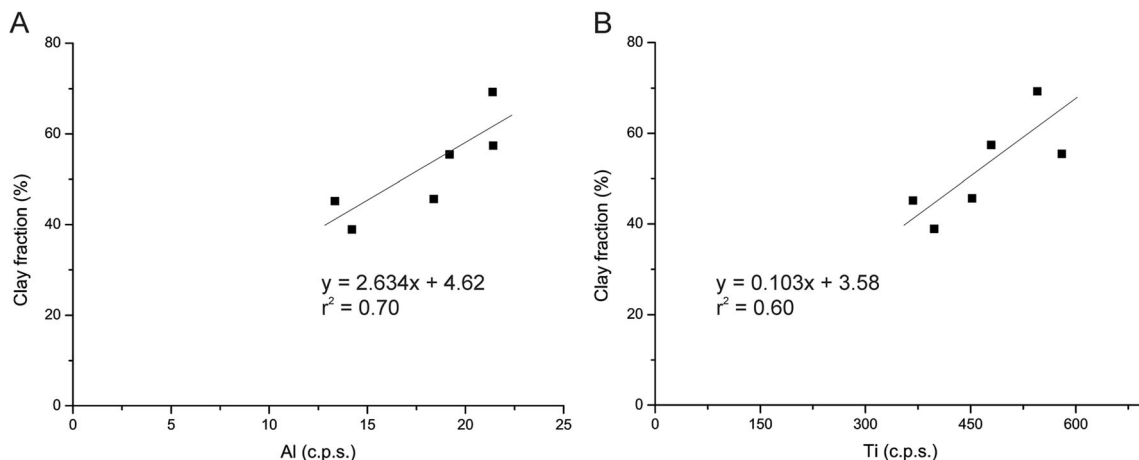 A
80
60
40
20
0
Clay fraction (%)
y = 2.634x + 4.62
r² = 0.70
0 5 10 15 20 25
Al (c.p.s.)
B
80
60
40
20
0
Clay fraction (%)
y = 0.103x + 3.58
r² = 0.60
0 150 300 450 600
Ti (c.p.s.)